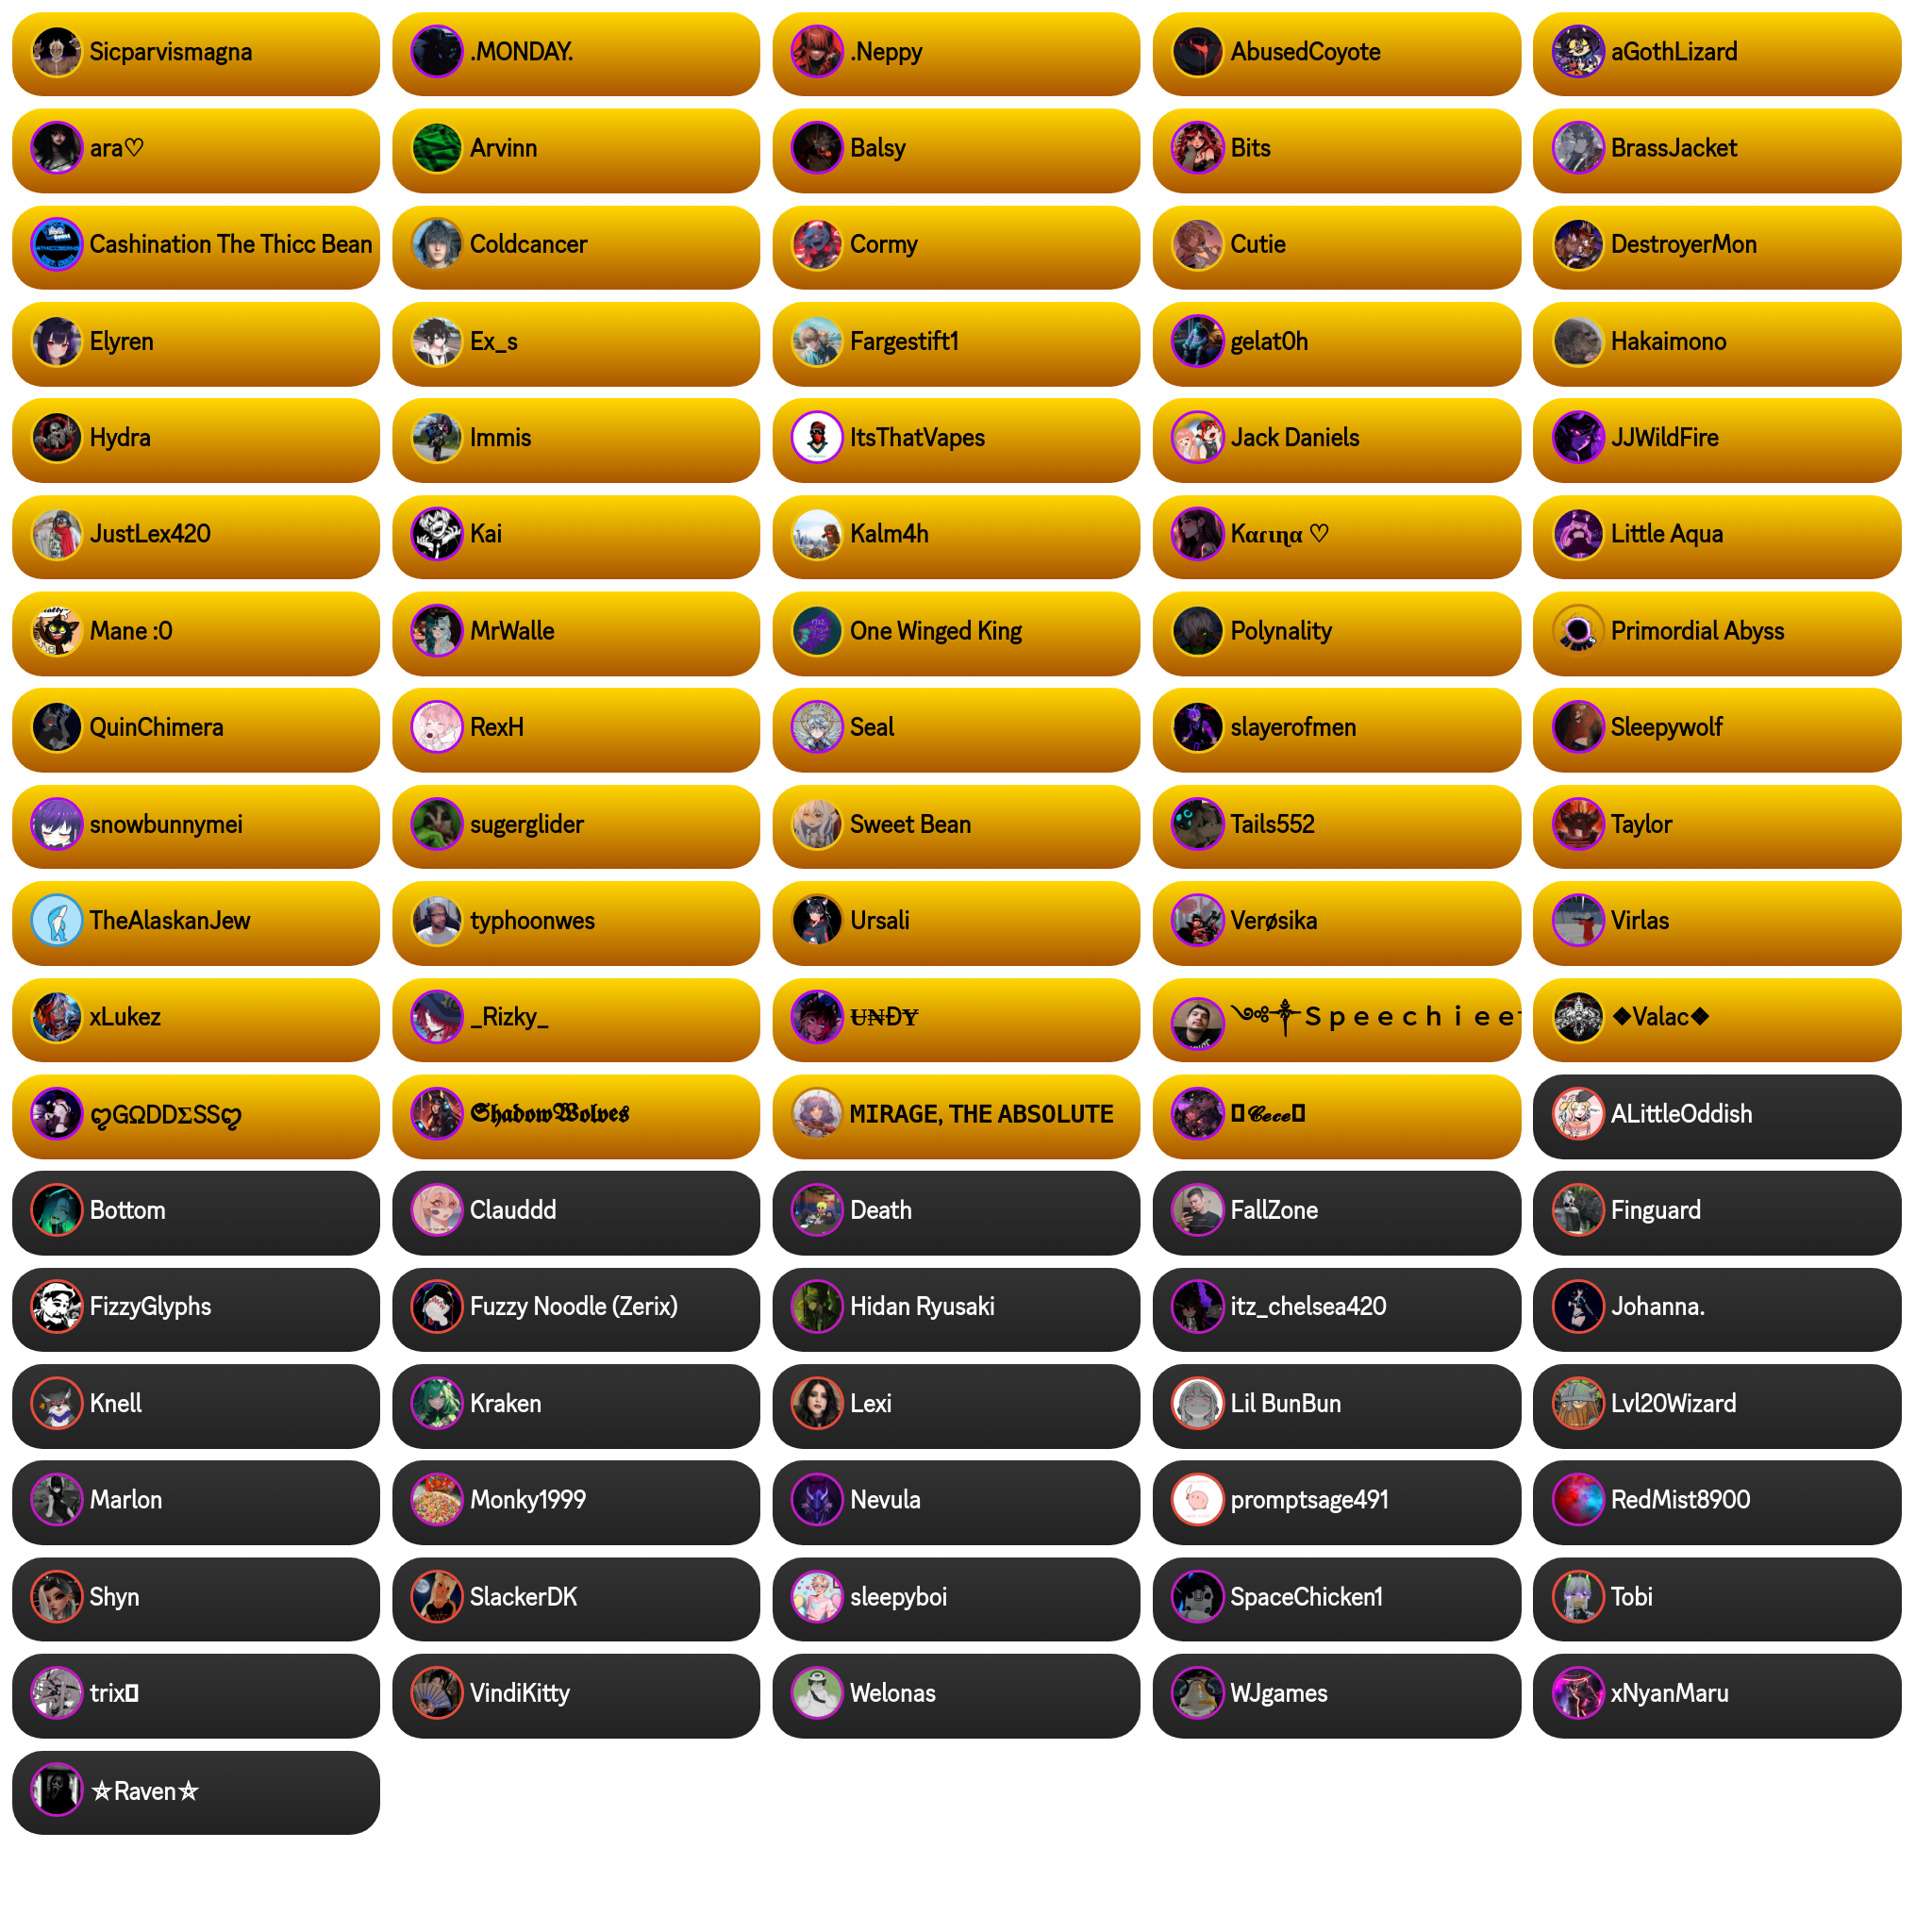 Sicparvismagna
.MONDAY.
.Neppy
AbusedCoyote
aGothLizard
ara♡
Arvinn
Balsy
Bits
BrassJacket
Cashination The Thicc Bean
Coldcancer
Cormy
Cutie
DestroyerMon
Elyren
Ex_s
Fargestift1
gelat0h
Hakaimono
Hydra
Immis
ItsThatVapes
Jack Daniels
JJWildFire
JustLex420
Kai
Kalm4h
Kαɾιɳα ♡
Little Aqua
Mane :0
MrWalle
One Winged King
Polynality
Primordial Abyss
QuinChimera
RexH
Seal
slayerofmen
Sleepywolf
snowbunnymei
sugerglider
Sweet Bean
Tails552
Taylor
TheAlaskanJew
typhoonwes
Ursali
Verøsika
Virlas
xLukez
_Rizky_
U̶N̶ĐY̶
༺༒Ｓｐｅｅｃｈｉｅｅ
❖Valac❖
ღGΩDDΣSSღ
𝕾𝖍𝖆𝖉𝖔𝖜𝖂𝖔𝖑𝖛𝖊𝖘
MIRAGE, THE ABSOLUTE
𝓒𝓮𝓬𝓮
ALittleOddish
Bottom
Clauddd
Death
FallZone
Finguard
FizzyGlyphs
Fuzzy Noodle (Zerix)
Hidan Ryusaki
itz_chelsea420
Johanna.
Knell
Kraken
Lexi
Lil BunBun
Lvl20Wizard
Marlon
Monky1999
Nevula
promptsage491
RedMist8900
Shyn
SlackerDK
sleepyboi
SpaceChicken1
Tobi
trix
VindiKitty
Welonas
WJgames
xNyanMaru
⛤Raven⛤